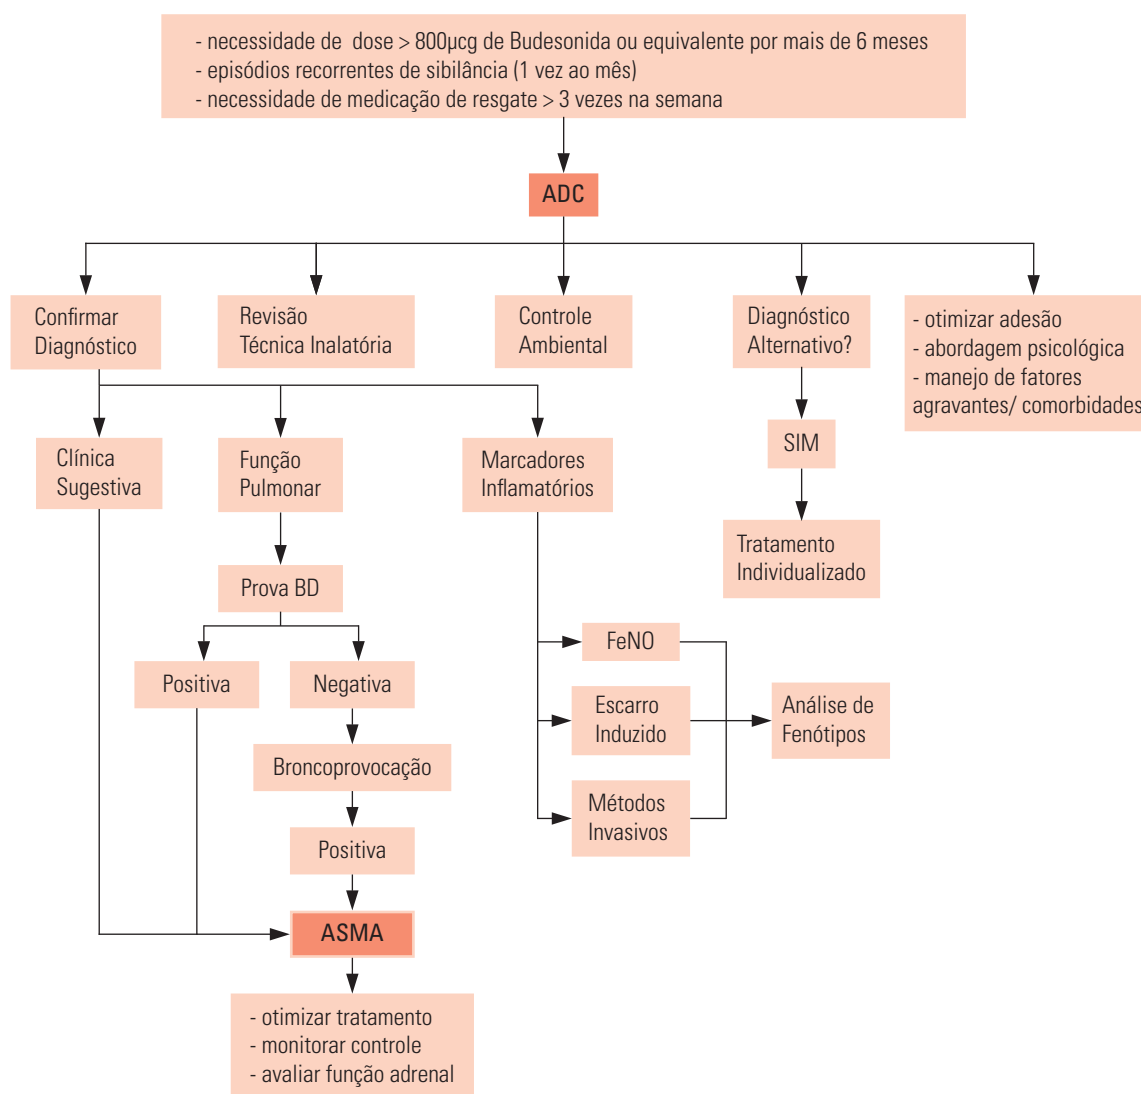 - necessidade de dose > 800µcg de Budesonida ou equivalente por mais de 6 meses
- episódios recorrentes de sibilância (1 vez ao mês)
- necessidade de medicação de resgate > 3 vezes na semana
ADC
Confirmar
Diagnóstico
Revisão
Técnica Inalatória
Controle
Ambiental
Diagnóstico
Alternativo?
- otimizar adesão
- abordagem psicológica
- manejo de fatores
agravantes/ comorbidades
Clínica
Sugestiva
Função
Pulmonar
Marcadores
Inflamatórios
SIM
Tratamento
Individualizado
Prova BD
Positiva
Negativa
FeNO
Escarro
Induzido
Métodos
Invasivos
Análise de
Fenótipos
Broncoprovocação
Positiva
ASMA
- otimizar tratamento
- monitorar controle
- avaliar função adrenal